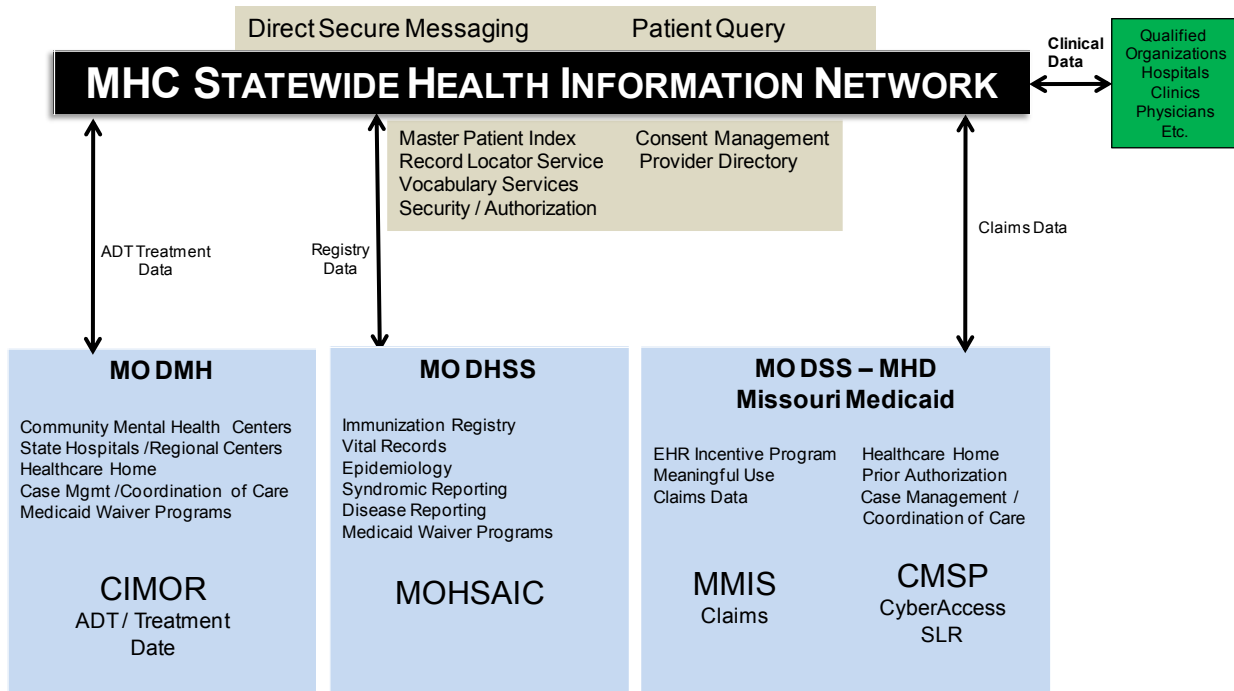 Direct Secure Messaging
Patient Query
MHC STATEWIDE HEALTH INFORMATION NETWORK
Clinical
Data
Qualified
Organizations
Hospitals
Clinics
Physicians
Etc.
Master Patient Index
Record Locator Service
Vocabulary Services
Security / Authorization
Consent Management
Provider Directory
ADT Treatment
Data
Registry
Data
Claims Data
MO DMH
Community Mental Health Centers
State Hospitals /Regional Centers
Healthcare Home
Case Mgmt /Coordination of Care
Medicaid Waiver Programs
CIMOR
ADT / Treatment
Date
MO DHSS
Immunization Registry
Vital Records
Epidemiology
Syndromic Reporting
Disease Reporting
Medicaid Waiver Programs
MOHSAIC
MO DSS – MHD
Missouri Medicaid
EHR Incentive Program
Meaningful Use
Claims Data
Healthcare Home
Prior Authorization
Case Management /
Coordination of Care
MMIS
Claims
CMSP
CyberAccess
SLR